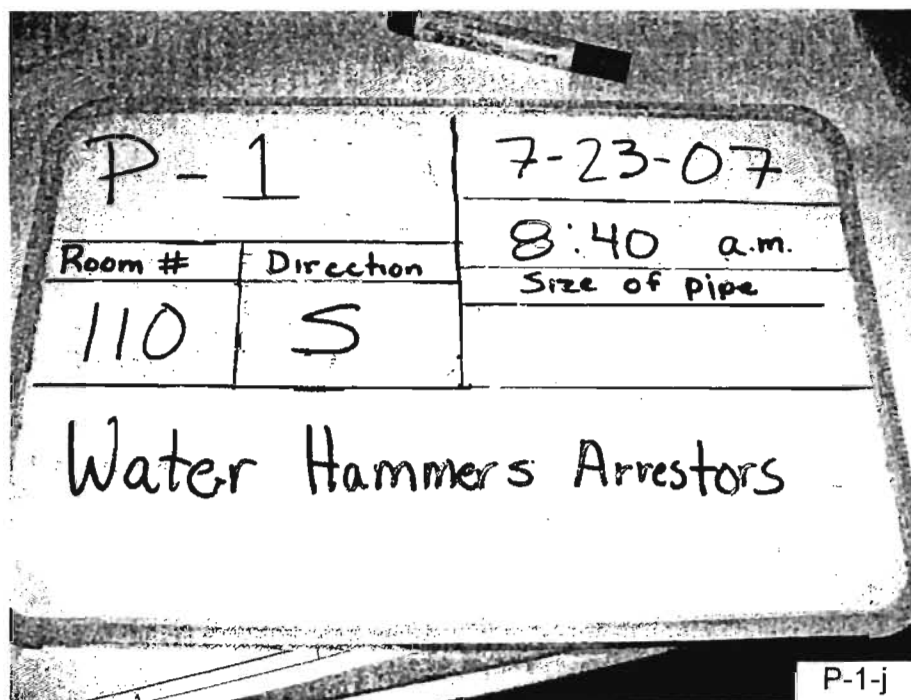 P-1
7-23-07
8:40 a.m.
Room #
Direction
Size of pipe
110
S
Water Hammers Arrestors
P-1-j